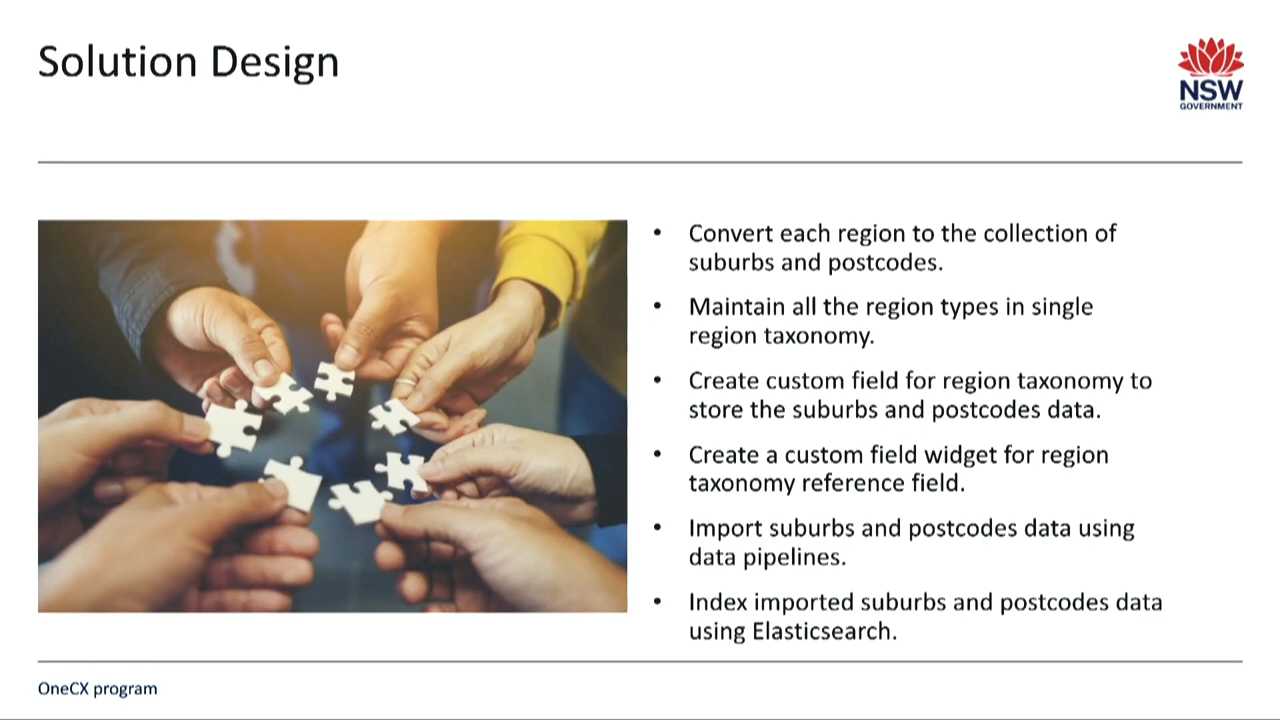 Solution Design
NSW
GOVERNMENT
• Convert each region to the collection of
suburbs and postcodes.
• Maintain all the region types in single
region taxonomy.
• Create custom field for region taxonomy to
store the suburbs and postcodes data.
• Create a custom field widget for region
taxonomy reference field.
• Import suburbs and postcodes data using
data pipelines.
• Index imported suburbs and postcodes data
using Elasticsearch.
OneCX program